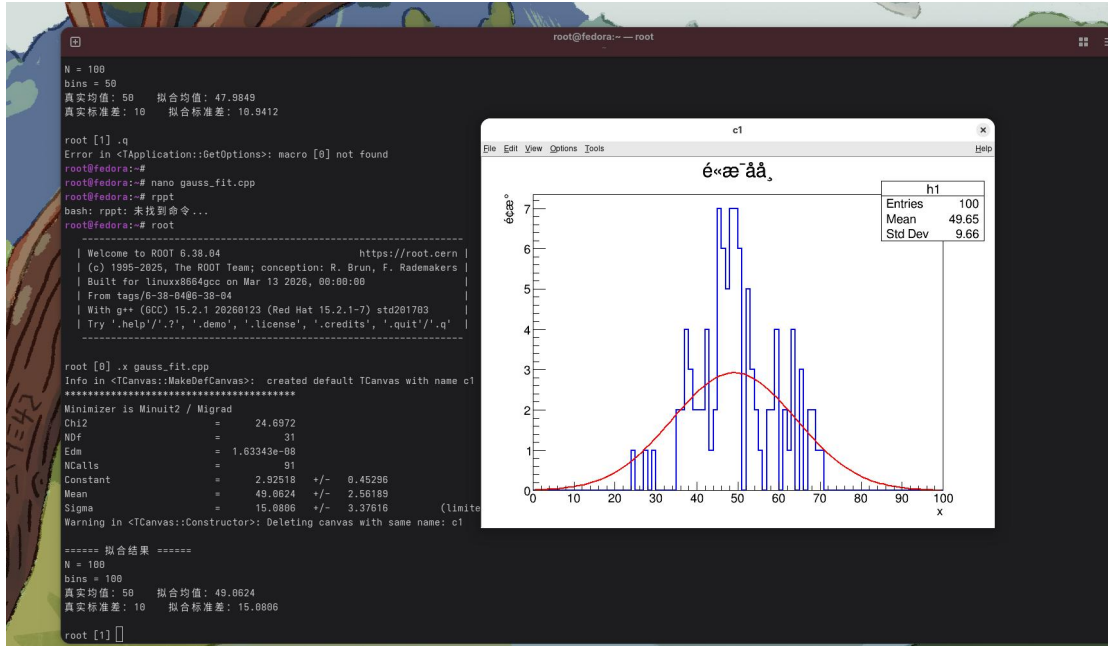 root@fedora:~ — root
N = 100
bins = 50
真实均值: 50 拟合均值: 47.9849
真实标准差: 10 拟合标准差: 10.9412
root [1] .q
Error in <TApplication::GetOptions>: macro [0] not found
root@fedora:~#
root@fedora:~# nano gauss_fit.cpp
root@fedora:~# rppt
bash: rppt: 未找到命令...
root@fedora:~# root
------------------------------------------------------------------
| Welcome to ROOT 6.38.04 https://root.cern |
| (c) 1995-2025, The ROOT Team; conception: R. Brun, F. Rademakers |
| Built for linuxx8664gcc on Mar 13 2026, 00:00:00 |
| From tags/6-38-04@6-38-04 |
| With g++ (GCC) 15.2.1 20260123 (Red Hat 15.2.1-7) std201703 |
| Try '.help'/'.?', '.demo', '.license', '.credits', '.quit'/'.q' |
------------------------------------------------------------------
root [0] .x gauss_fit.cpp
Info in <TCanvas::MakeDefCanvas>: created default TCanvas with name c1
****************************************
Minimizer is Minuit2 / Migrad
Chi2 = 24.6972
NDf = 31
Edm = 1.63343e-08
NCalls = 91
Constant = 2.92518 +/- 0.45296
Mean = 49.0624 +/- 2.56189
Sigma = 15.0806 +/- 3.37616 (limite
Warning in <TCanvas::Constructor>: Deleting canvas with same name: c1
====== 拟合结果 ======
N = 100
bins = 100
真实均值: 50 拟合均值: 49.0624
真实标准差: 10 拟合标准差: 15.0806
root [1]
c1
File Edit View Options Tools Help
é«æ¯åå¸
h1
Entries 100
Mean 49.65
Std Dev 9.66
é¢æ°
7
6
5
4
3
2
1
0
0 10 20 30 40 50 60 70 80 90 100
x